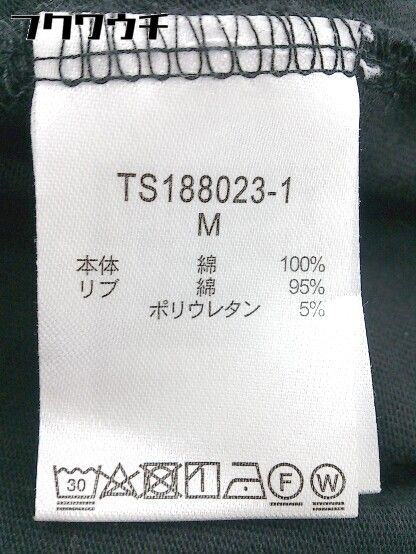 フクウウチ
TS188023-1
M
本体 綿 100%
リブ 綿 95%
ポリウレタン 5%
30 F W